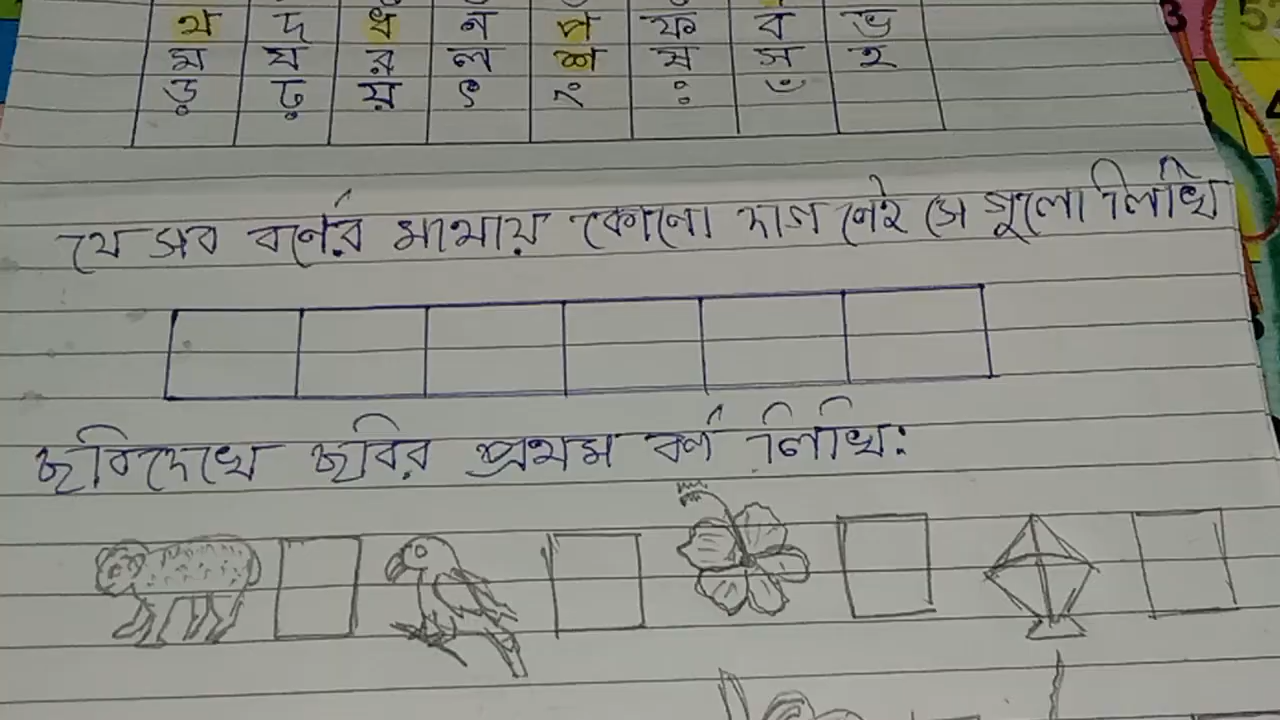 থ দ ধ ন প ফ ব ভ
ম য র ল শ ষ স হ
ড় ঢ় য় ৎ ং ঃ ঁ
যে সব বর্ণের মাথায় কোনো দাগ নেই সে গুলো লিখি
ছবিদেখে ছবির প্রথম বর্ণ লিখি: